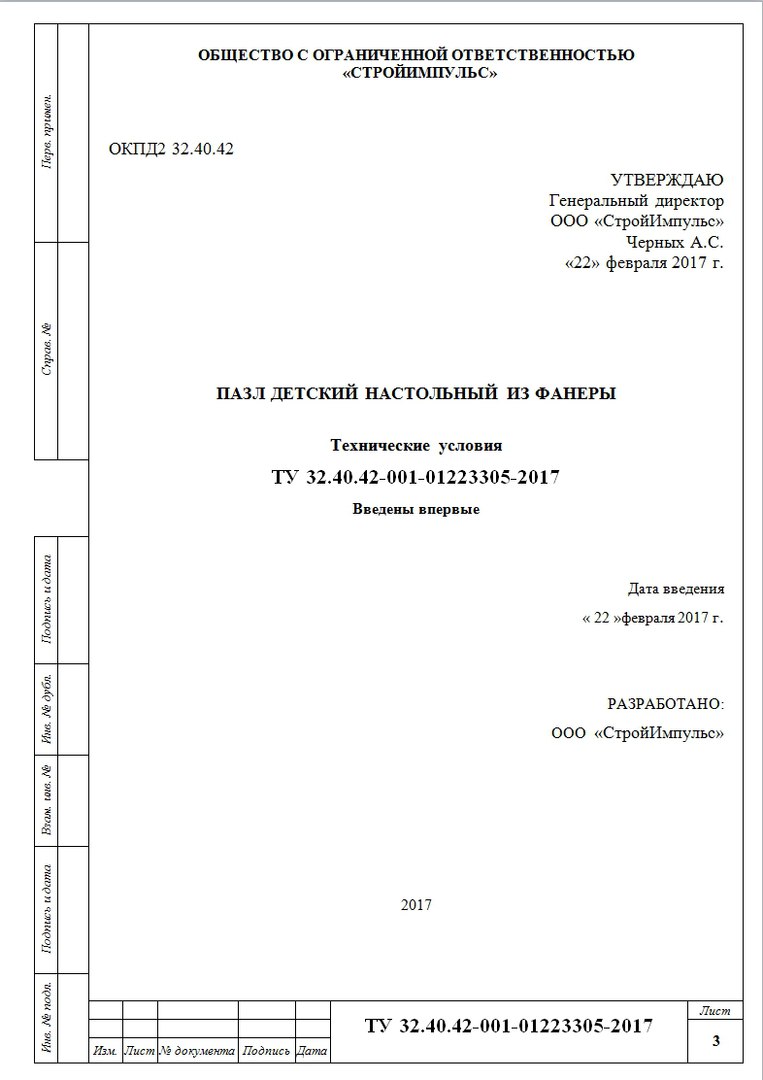 ОБЩЕСТВО С ОГРАНИЧЕННОЙ ОТВЕТСТВЕННОСТЬЮ
«СТРОЙИМПУЛЬС»
Перв. примен.
ОКПД2 32.40.42
УТВЕРЖДАЮ
Генеральный директор
ООО «СтройИмпульс»
Черных А.С.
«22» февраля 2017 г.
Справ. №
ПАЗЛ ДЕТСКИЙ НАСТОЛЬНЫЙ ИЗ ФАНЕРЫ
Технические условия
ТУ 32.40.42-001-01223305-2017
Введены впервые
Подпись и дата
Дата введения
« 22 »февраля 2017 г.
Инв. № дубл.
РАЗРАБОТАНО:
ООО «СтройИмпульс»
Взам. инв. №
Подпись и дата
2017
Инв. № подл.
Изм. Лист № документа Подпись Дата
ТУ 32.40.42-001-01223305-2017
Лист
3